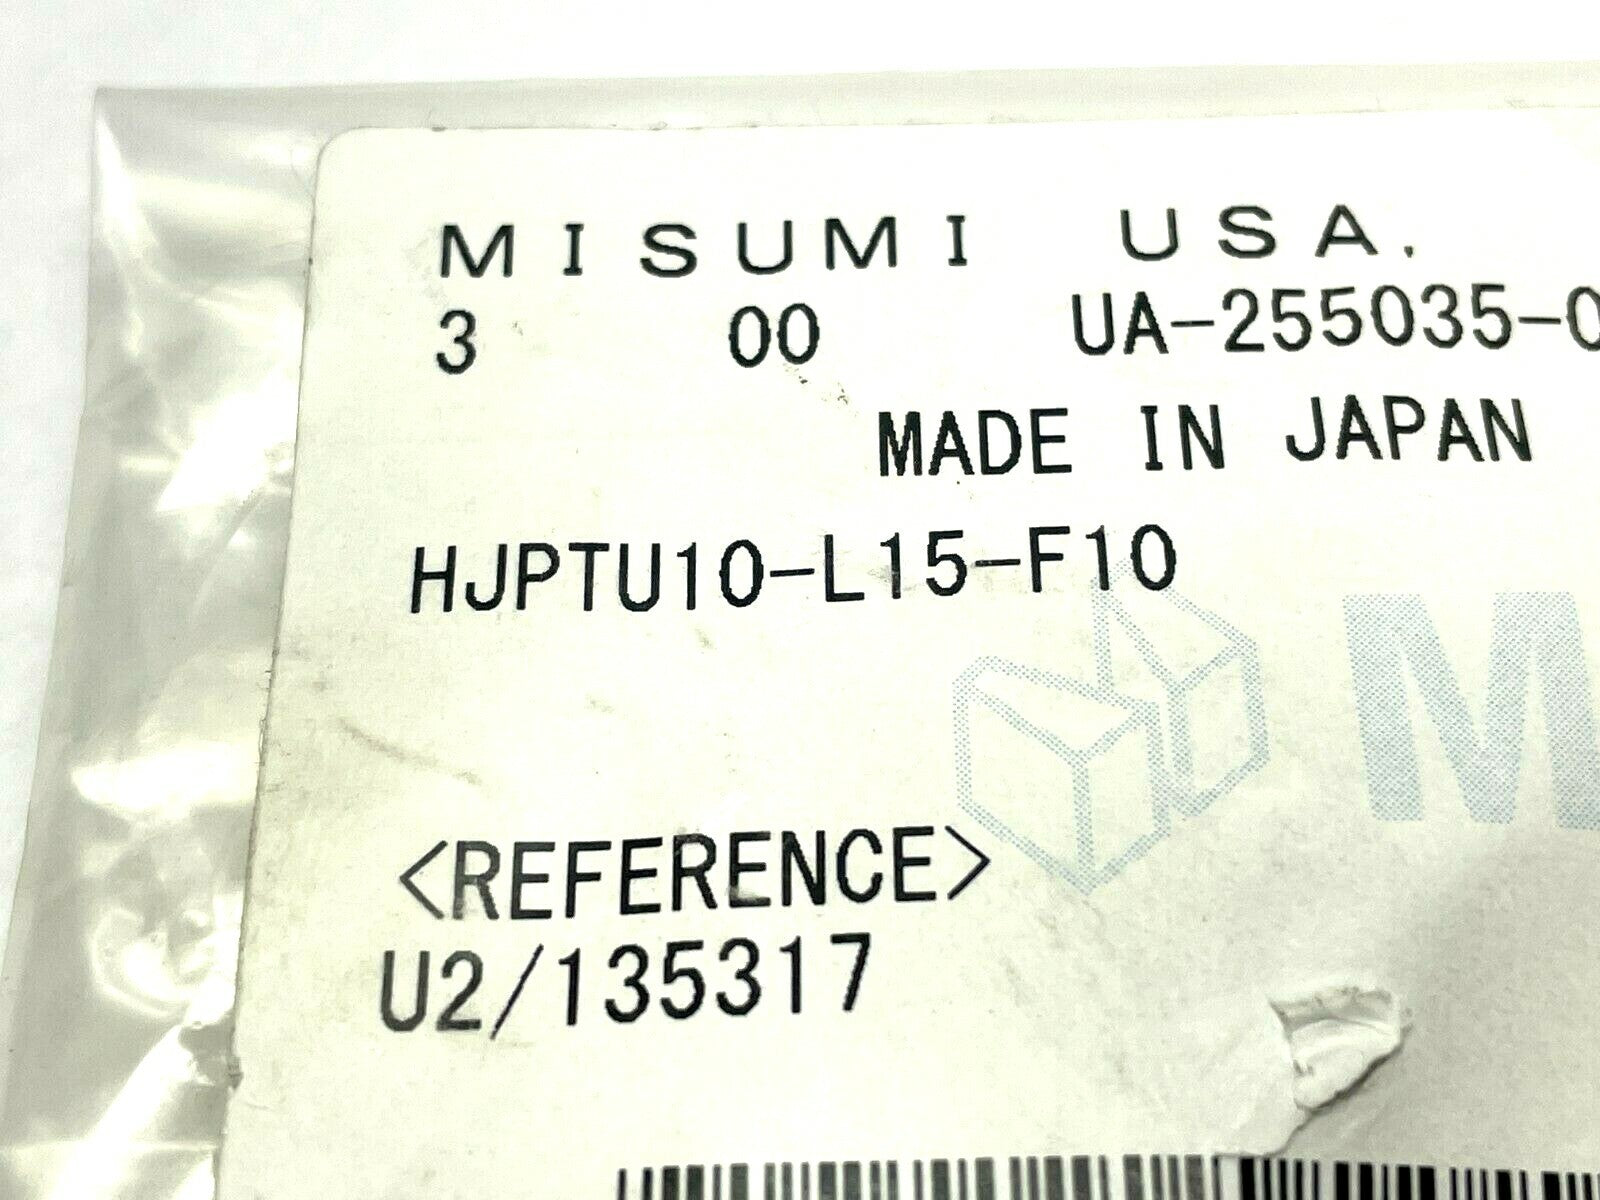 MISUMI USA.
3 00 UA-255035-0
MADE IN JAPAN
HJPTU10-L15-F10
M
<REFERENCE>
U2/135317